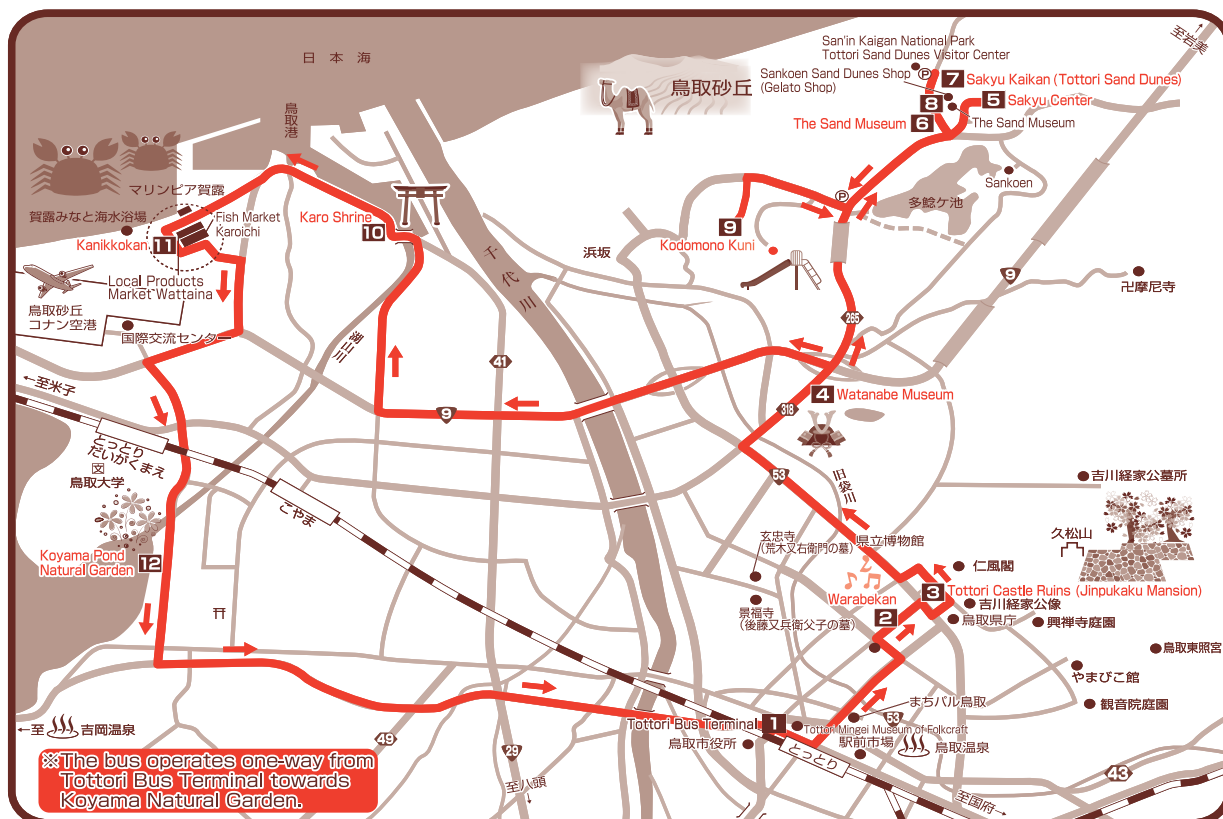 日本海
鳥取港
鳥取砂丘
San'in Kaigan National Park
Tottori Sand Dunes Visitor Center
Sankoen Sand Dunes Shop
(Gelato Shop)
P
7 Sakyu Kaikan (Tottori Sand Dunes)
8
5 Sakyu Center
The Sand Museum 6
The Sand Museum
至岩美
Sankoen
多鯰ケ池
P
9
Kodomono Kuni
浜坂
千代川
9
卍摩尼寺
265
マリンピア賀露
賀露みなと海水浴場
Kanikkokan 11
Fish Market
Karoichi
Local Products
Market Wattaina
Karo Shrine
10
鳥取砂丘
コナン空港
国際交流センター
湖山川
41
←至米子
9
4 Watanabe Museum
318
53
旧袋川
とっとり
だいがくまえ
文
鳥取大学
こやま
吉川経家公墓所
久松山
Koyama Pond
Natural Garden 12
玄忠寺
(荒木又右衛門の墓)
県立博物館
仁風閣
3 Tottori Castle Ruins (Jinpukaku Mansion)
Warabekan
2
景福寺
(後藤又兵衛父子の墓)
吉川経家公像
鳥取県庁
興禅寺庭園
鳥取東照宮
やまびこ館
観音院庭園
まちパル鳥取
53
Tottori Bus Terminal 1
Tottori Mingei Museum of Folkcraft
鳥取市役所
とっとり
駅前市場
鳥取温泉
←至 吉岡温泉
49
29
至八頭
43
至国府→
※The bus operates one-way from
Tottori Bus Terminal towards
Koyama Natural Garden.